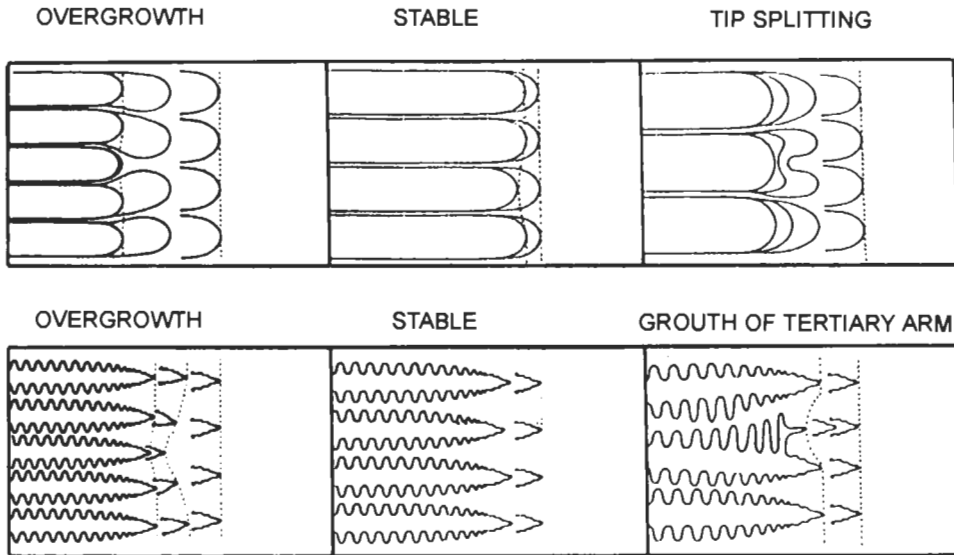 OVERGROWTH STABLE TIP SPLITTING
OVERGROWTH STABLE GROUTH OF TERTIARY ARM